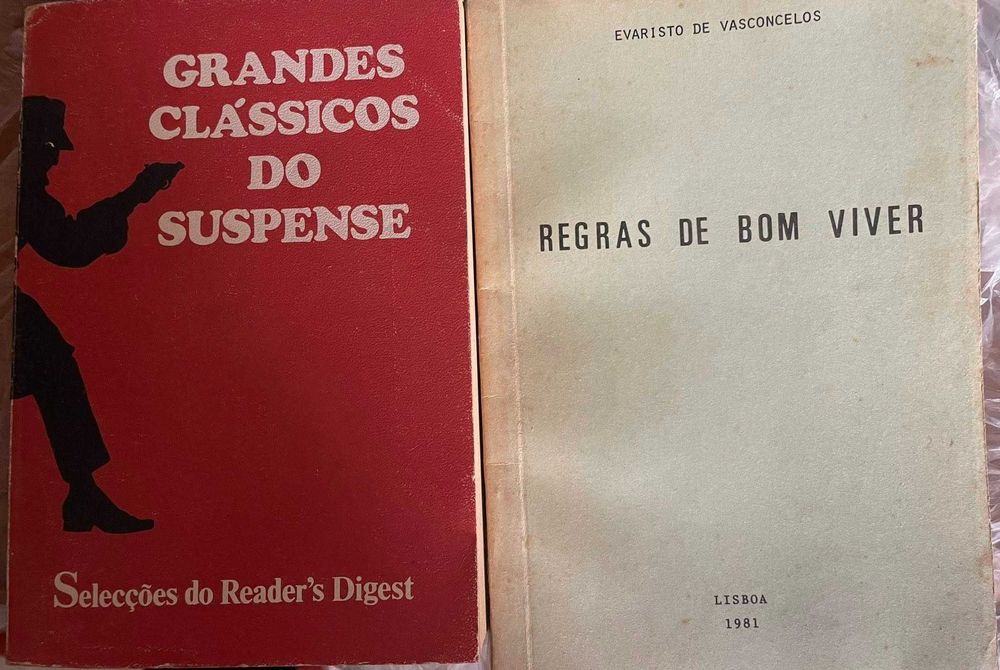 GRANDES
CLÁSSICOS
DO
SUSPENSE
Selecções do Reader's Digest
EVARISTO DE VASCONCELOS
REGRAS DE BOM VIVER
LISBOA
1981